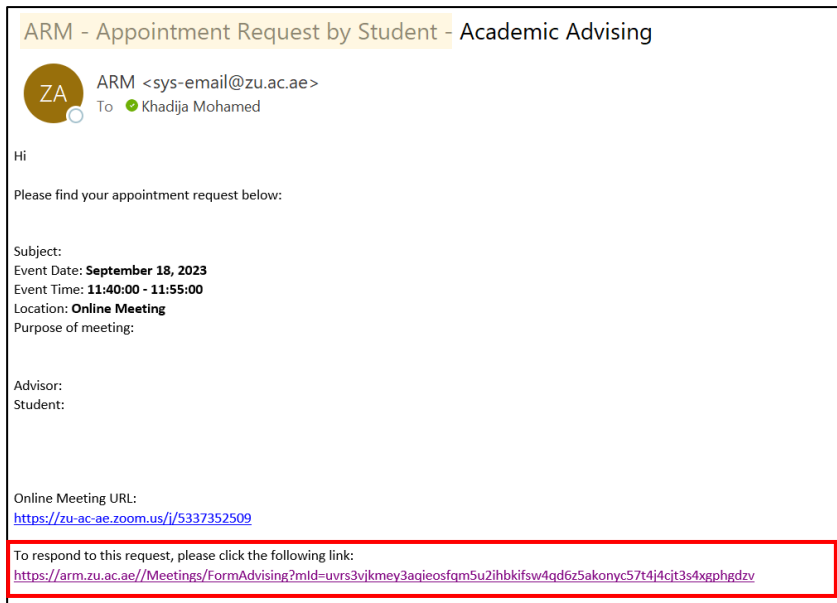 ARM - Appointment Request by Student - Academic Advising
ZA
ARM <sys-email@zu.ac.ae>
To Khadija Mohamed
Hi
Please find your appointment request below:
Subject:
Event Date: September 18, 2023
Event Time: 11:40:00 - 11:55:00
Location: Online Meeting
Purpose of meeting:
Advisor:
Student:
Online Meeting URL:
https://zu-ac-ae.zoom.us/j/5337352509
To respond to this request, please click the following link:
https://arm.zu.ac.ae//Meetings/FormAdvising?mId=uvrs3vjkmey3aqieosfqm5u2ihbkifsw4qd6z5akonyc57t4j4cjt3s4xgphgdzv